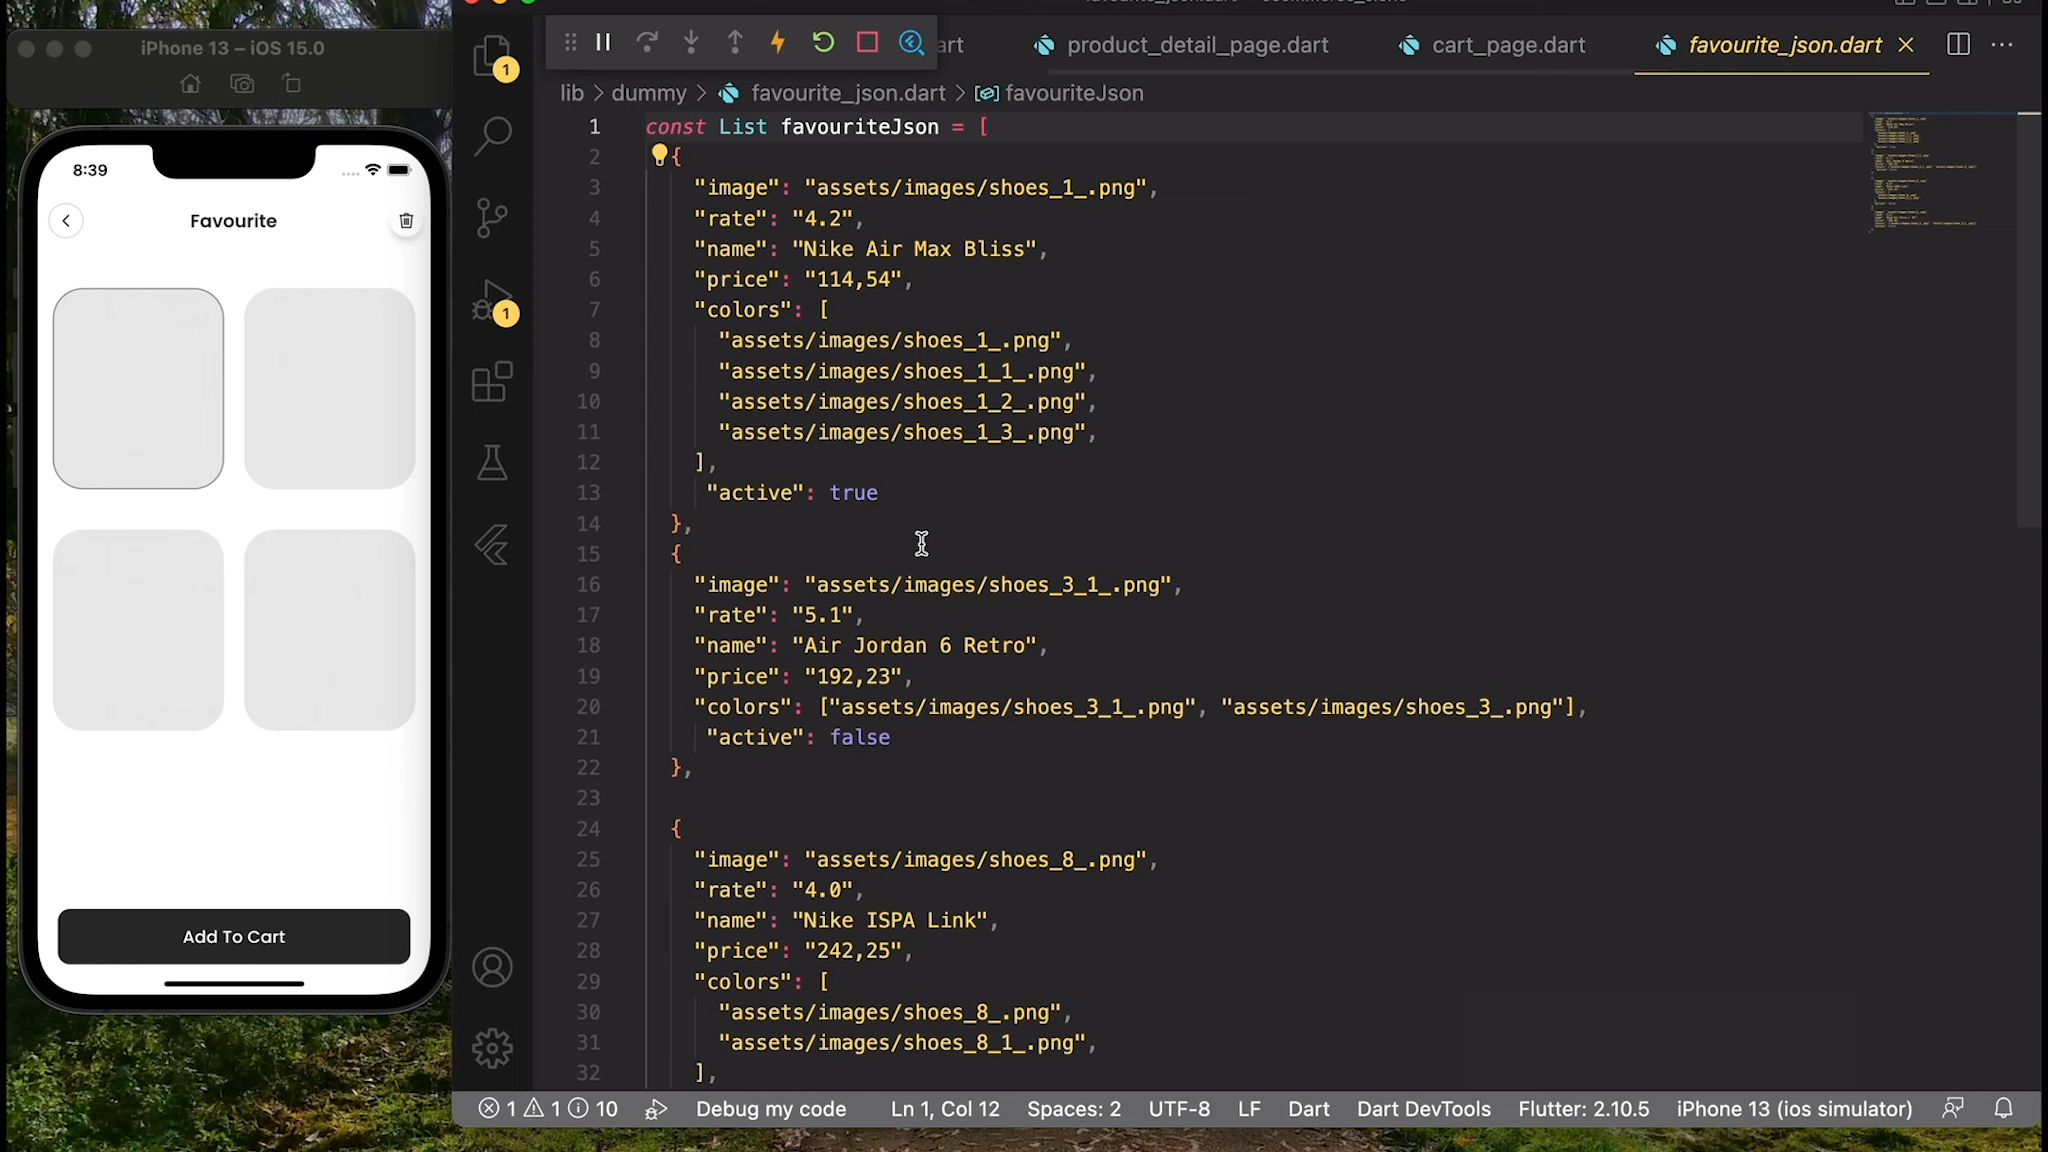 iPhone 13 – iOS 15.0
8:39
Favourite
Add To Cart
1
1
art
product_detail_page.dart
cart_page.dart
favourite_json.dart
lib > dummy > favourite_json.dart > favouriteJson
1 const List favouriteJson = [
2 {
3 "image": "assets/images/shoes_1_.png",
4 "rate": "4.2",
5 "name": "Nike Air Max Bliss",
6 "price": "114,54",
7 "colors": [
8 "assets/images/shoes_1_.png",
9 "assets/images/shoes_1_1_.png",
10 "assets/images/shoes_1_2_.png",
11 "assets/images/shoes_1_3_.png",
12 ],
13 "active": true
14 },
15 {
16 "image": "assets/images/shoes_3_1_.png",
17 "rate": "5.1",
18 "name": "Air Jordan 6 Retro",
19 "price": "192,23",
20 "colors": ["assets/images/shoes_3_1_.png", "assets/images/shoes_3_.png"],
21 "active": false
22 },
23
24 {
25 "image": "assets/images/shoes_8_.png",
26 "rate": "4.0",
27 "name": "Nike ISPA Link",
28 "price": "242,25",
29 "colors": [
30 "assets/images/shoes_8_.png",
31 "assets/images/shoes_8_1_.png",
32 ],
1 1 10 Debug my code Ln 1, Col 12 Spaces: 2 UTF-8 LF Dart Dart DevTools Flutter: 2.10.5 iPhone 13 (ios simulator)